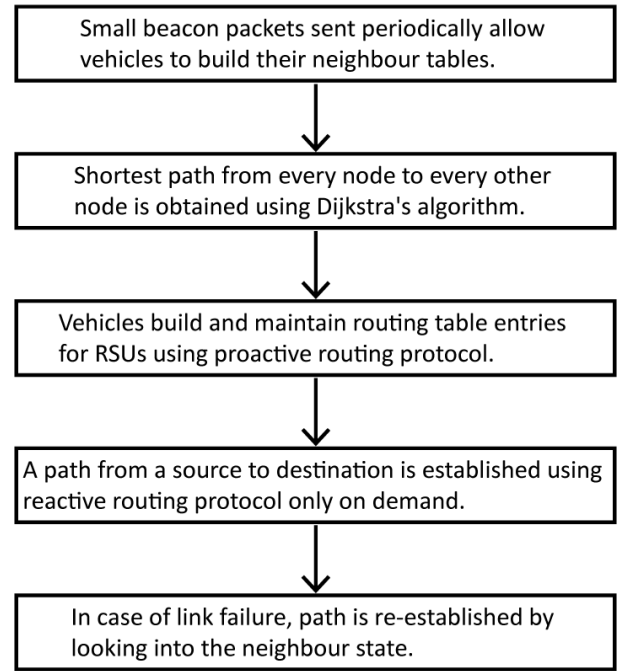 Small beacon packets sent periodically allow
vehicles to build their neighbour tables.
Shortest path from every node to every other
node is obtained using Dijkstra's algorithm.
Vehicles build and maintain routing table entries
for RSUs using proactive routing protocol.
A path from a source to destination is established using
reactive routing protocol only on demand.
In case of link failure, path is re-established by
looking into the neighbour state.